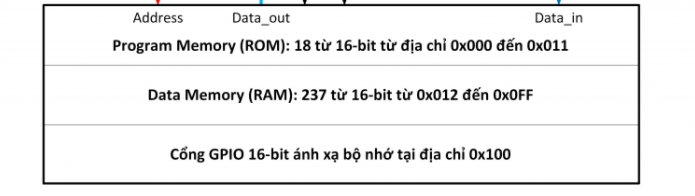 Address Data_out Data_in
Program Memory (ROM): 18 từ 16-bit từ địa chỉ 0x000 đến 0x011
Data Memory (RAM): 237 từ 16-bit từ 0x012 đến 0x0FF
Cổng GPIO 16-bit ánh xạ bộ nhớ tại địa chỉ 0x100